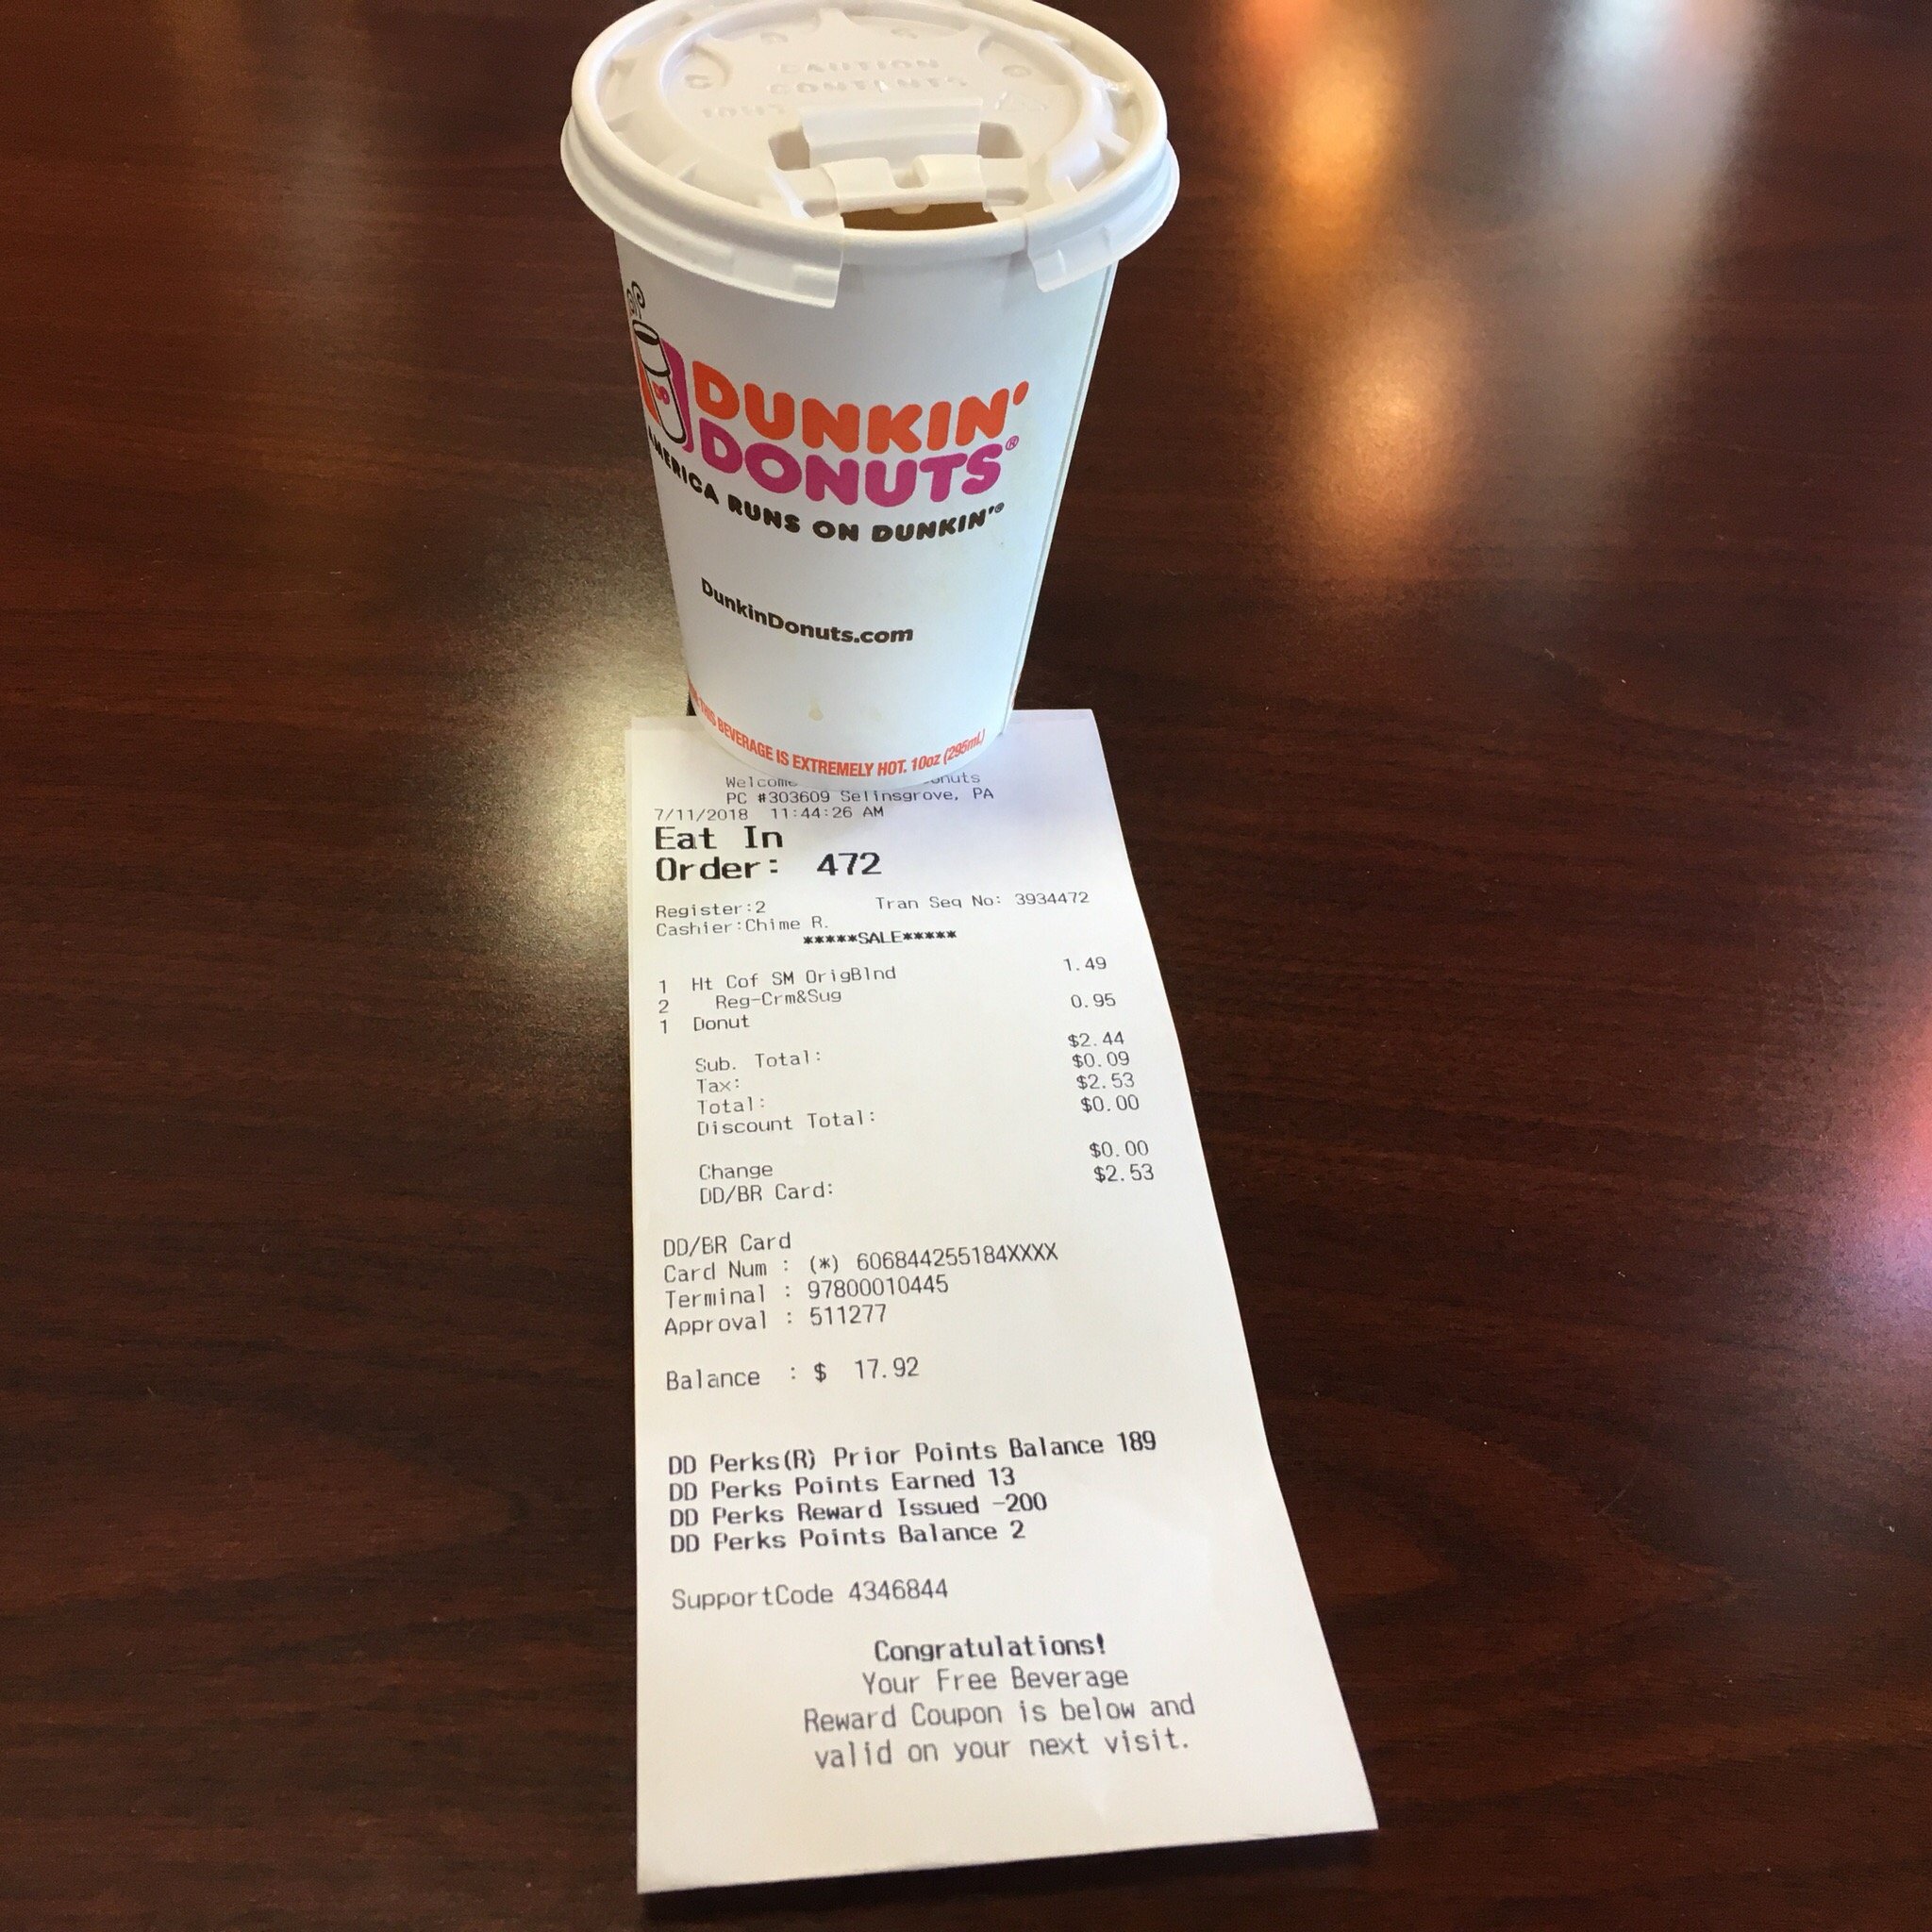 CAUTION
CONTENTS
HOT
DD
DUNKIN'
DONUTS®
AMERICA RUNS ON DUNKIN'®
DunkinDonuts.com
THIS BEVERAGE IS EXTREMELY HOT. 10oz (295mL)
Welcome
PC #303609 Selinsgrove, PA
7/11/2018 11:44:26 AM
Eat In
Order: 472
Register:2 Tran Seq No: 3934472
Cashier:Chime R.
*****SALE*****
1 Ht Cof SM OrigBlnd 1.49
2 Reg-Crm&Sug
1 Donut 0.95
Sub. Total: $2.44
Tax: $0.09
Total: $2.53
Discount Total: $0.00
Change $0.00
DD/BR Card: $2.53
DD/BR Card
Card Num : (*) 606844255184XXXX
Terminal : 97800010445
Approval : 511277
Balance : $ 17.92
DD Perks(R) Prior Points Balance 189
DD Perks Points Earned 13
DD Perks Reward Issued -200
DD Perks Points Balance 2
SupportCode 4346844
Congratulations!
Your Free Beverage
Reward Coupon is below and
valid on your next visit.